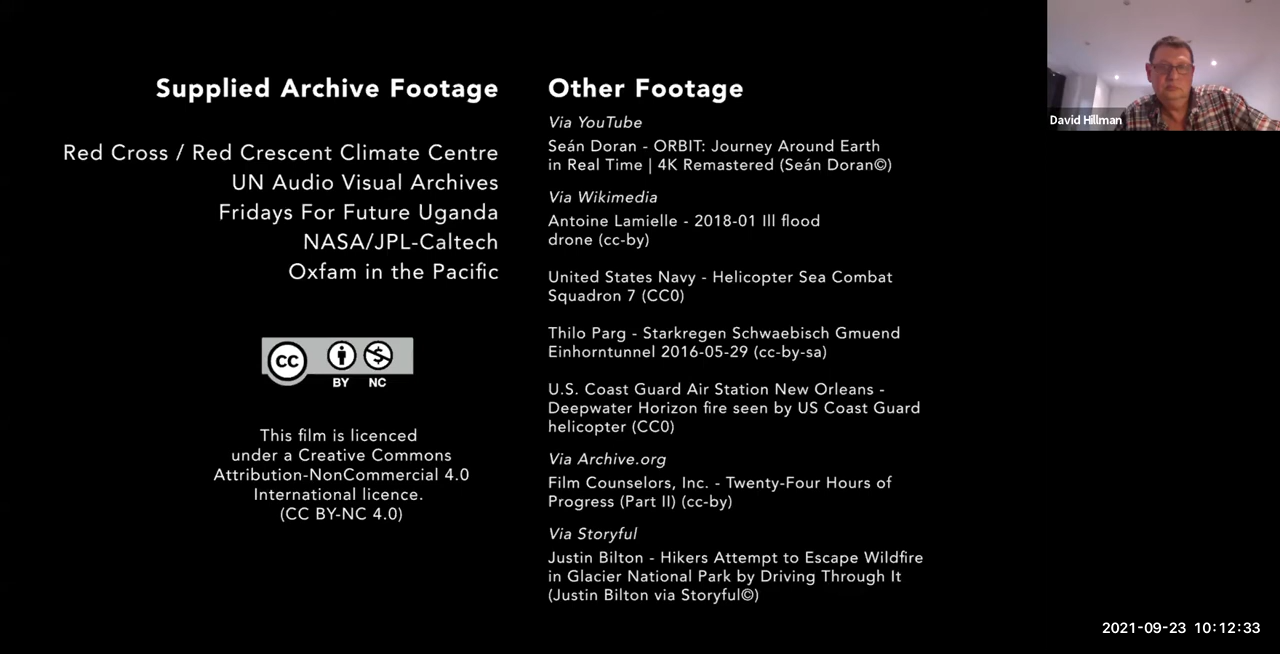 Supplied Archive Footage
Red Cross / Red Crescent Climate Centre
UN Audio Visual Archives
Fridays For Future Uganda
NASA/JPL-Caltech
Oxfam in the Pacific
CC
BY NC
This film is licenced
under a Creative Commons
Attribution-NonCommercial 4.0
International licence.
(CC BY-NC 4.0)
Other Footage
Via YouTube
Seán Doran - ORBIT: Journey Around Earth
in Real Time | 4K Remastered (Seán Doran©)
Via Wikimedia
Antoine Lamielle - 2018-01 Ill flood
drone (cc-by)
United States Navy - Helicopter Sea Combat
Squadron 7 (CC0)
Thilo Parg - Starkregen Schwaebisch Gmuend
Einhorntunnel 2016-05-29 (cc-by-sa)
U.S. Coast Guard Air Station New Orleans -
Deepwater Horizon fire seen by US Coast Guard
helicopter (CC0)
Via Archive.org
Film Counselors, Inc. - Twenty-Four Hours of
Progress (Part II) (cc-by)
Via Storyful
Justin Bilton - Hikers Attempt to Escape Wildfire
in Glacier National Park by Driving Through It
(Justin Bilton via Storyful©)
David Hillman
2021-09-23 10:12:33